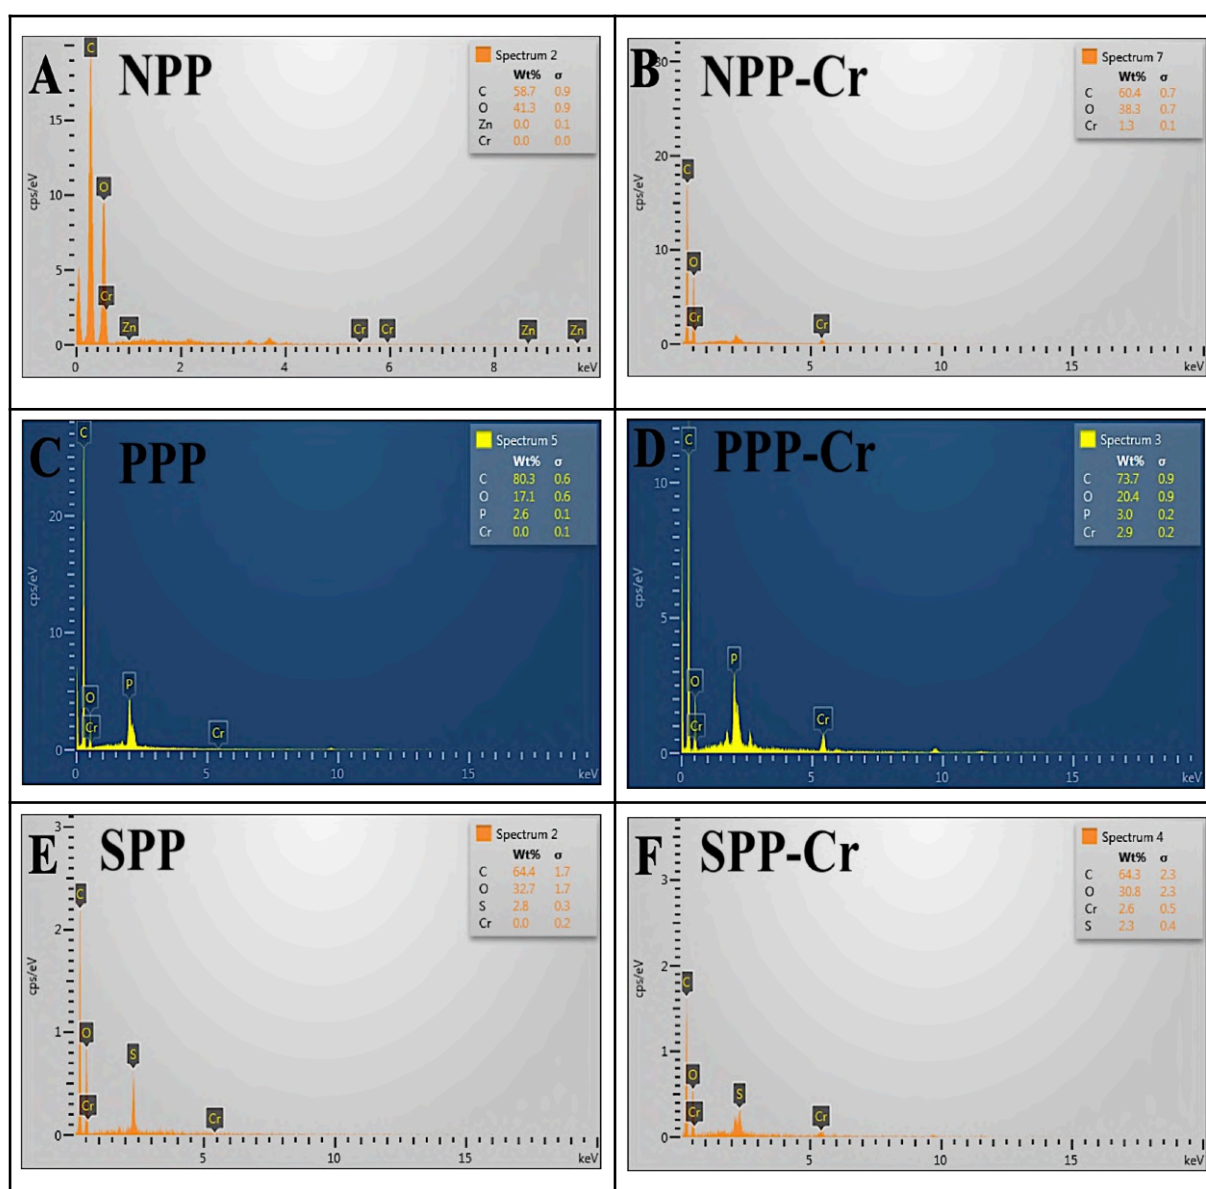 A NPP
Spectrum 2
Wt% σ
C 58.7 0.9
O 41.3 0.9
Zn 0.0 0.1
Cr 0.0 0.0
cps/eV
15
10
5
0
C
O
Cr
Zn
Cr
Cr
Zn
Zn
0 2 4 6 8 keV
B NPP-Cr
Spectrum 7
Wt% σ
C 60.4 0.7
O 38.3 0.7
Cr 1.3 0.1
cps/eV
30
20
10
0
C
O
Cr
Cr
5 10 15 keV
C PPP
Spectrum 5
Wt% σ
C 80.3 0.6
O 17.1 0.6
P 2.6 0.1
Cr 0.0 0.1
cps/eV
20
10
0
C
O
Cr
P
Cr
0 5 10 15 keV
D PPP-Cr
Spectrum 3
Wt% σ
C 73.7 0.9
O 20.4 0.9
P 3.0 0.2
Cr 2.9 0.2
cps/eV
10
5
0
C
O
Cr
P
Cr
0 5 10 15 keV
E SPP
Spectrum 2
Wt% σ
C 64.4 1.7
O 32.7 1.7
S 2.8 0.3
Cr 0.0 0.2
cps/eV
3
2
1
0
C
O
Cr
S
Cr
5 10 15 keV
F SPP-Cr
Spectrum 4
Wt% σ
C 64.3 2.3
O 30.8 2.3
Cr 2.6 0.5
S 2.3 0.4
cps/eV
3
2
1
0
C
O
Cr
S
Cr
5 10 15 keV